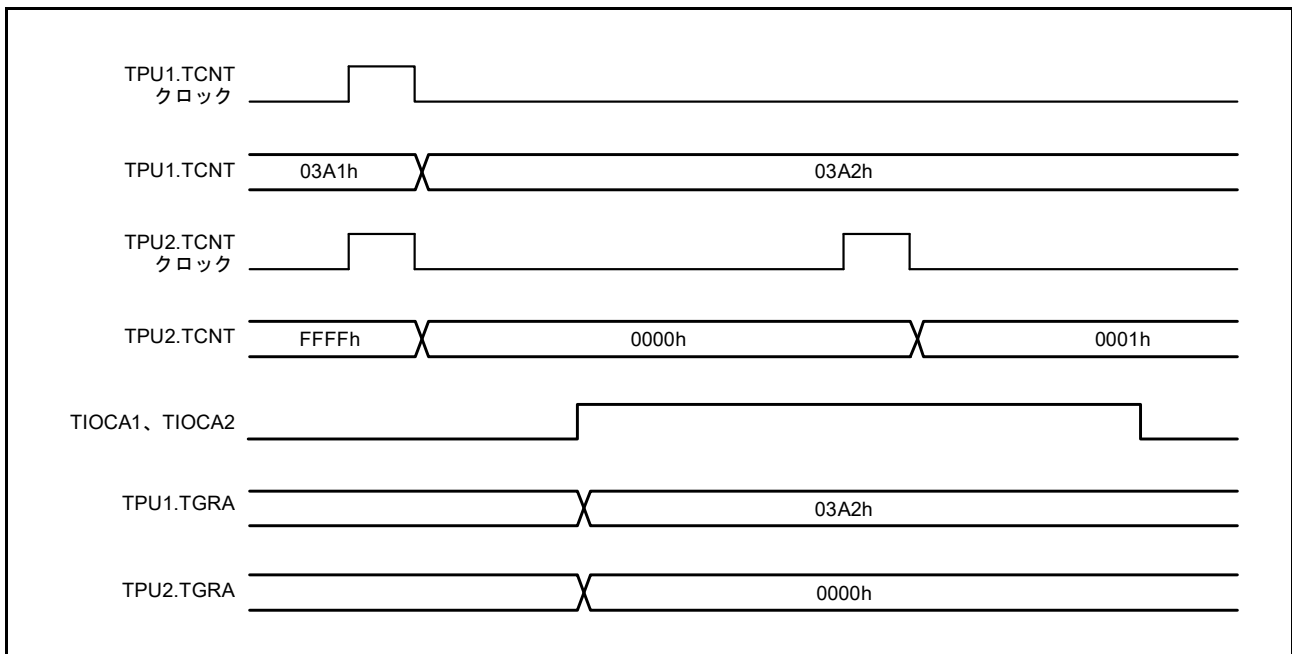 TPU1.TCNT
クロック
TPU1.TCNT
03A1h
03A2h
TPU2.TCNT
クロック
TPU2.TCNT
FFFFh
0000h
0001h
TIOCA1、TIOCA2
TPU1.TGRA
03A2h
TPU2.TGRA
0000h